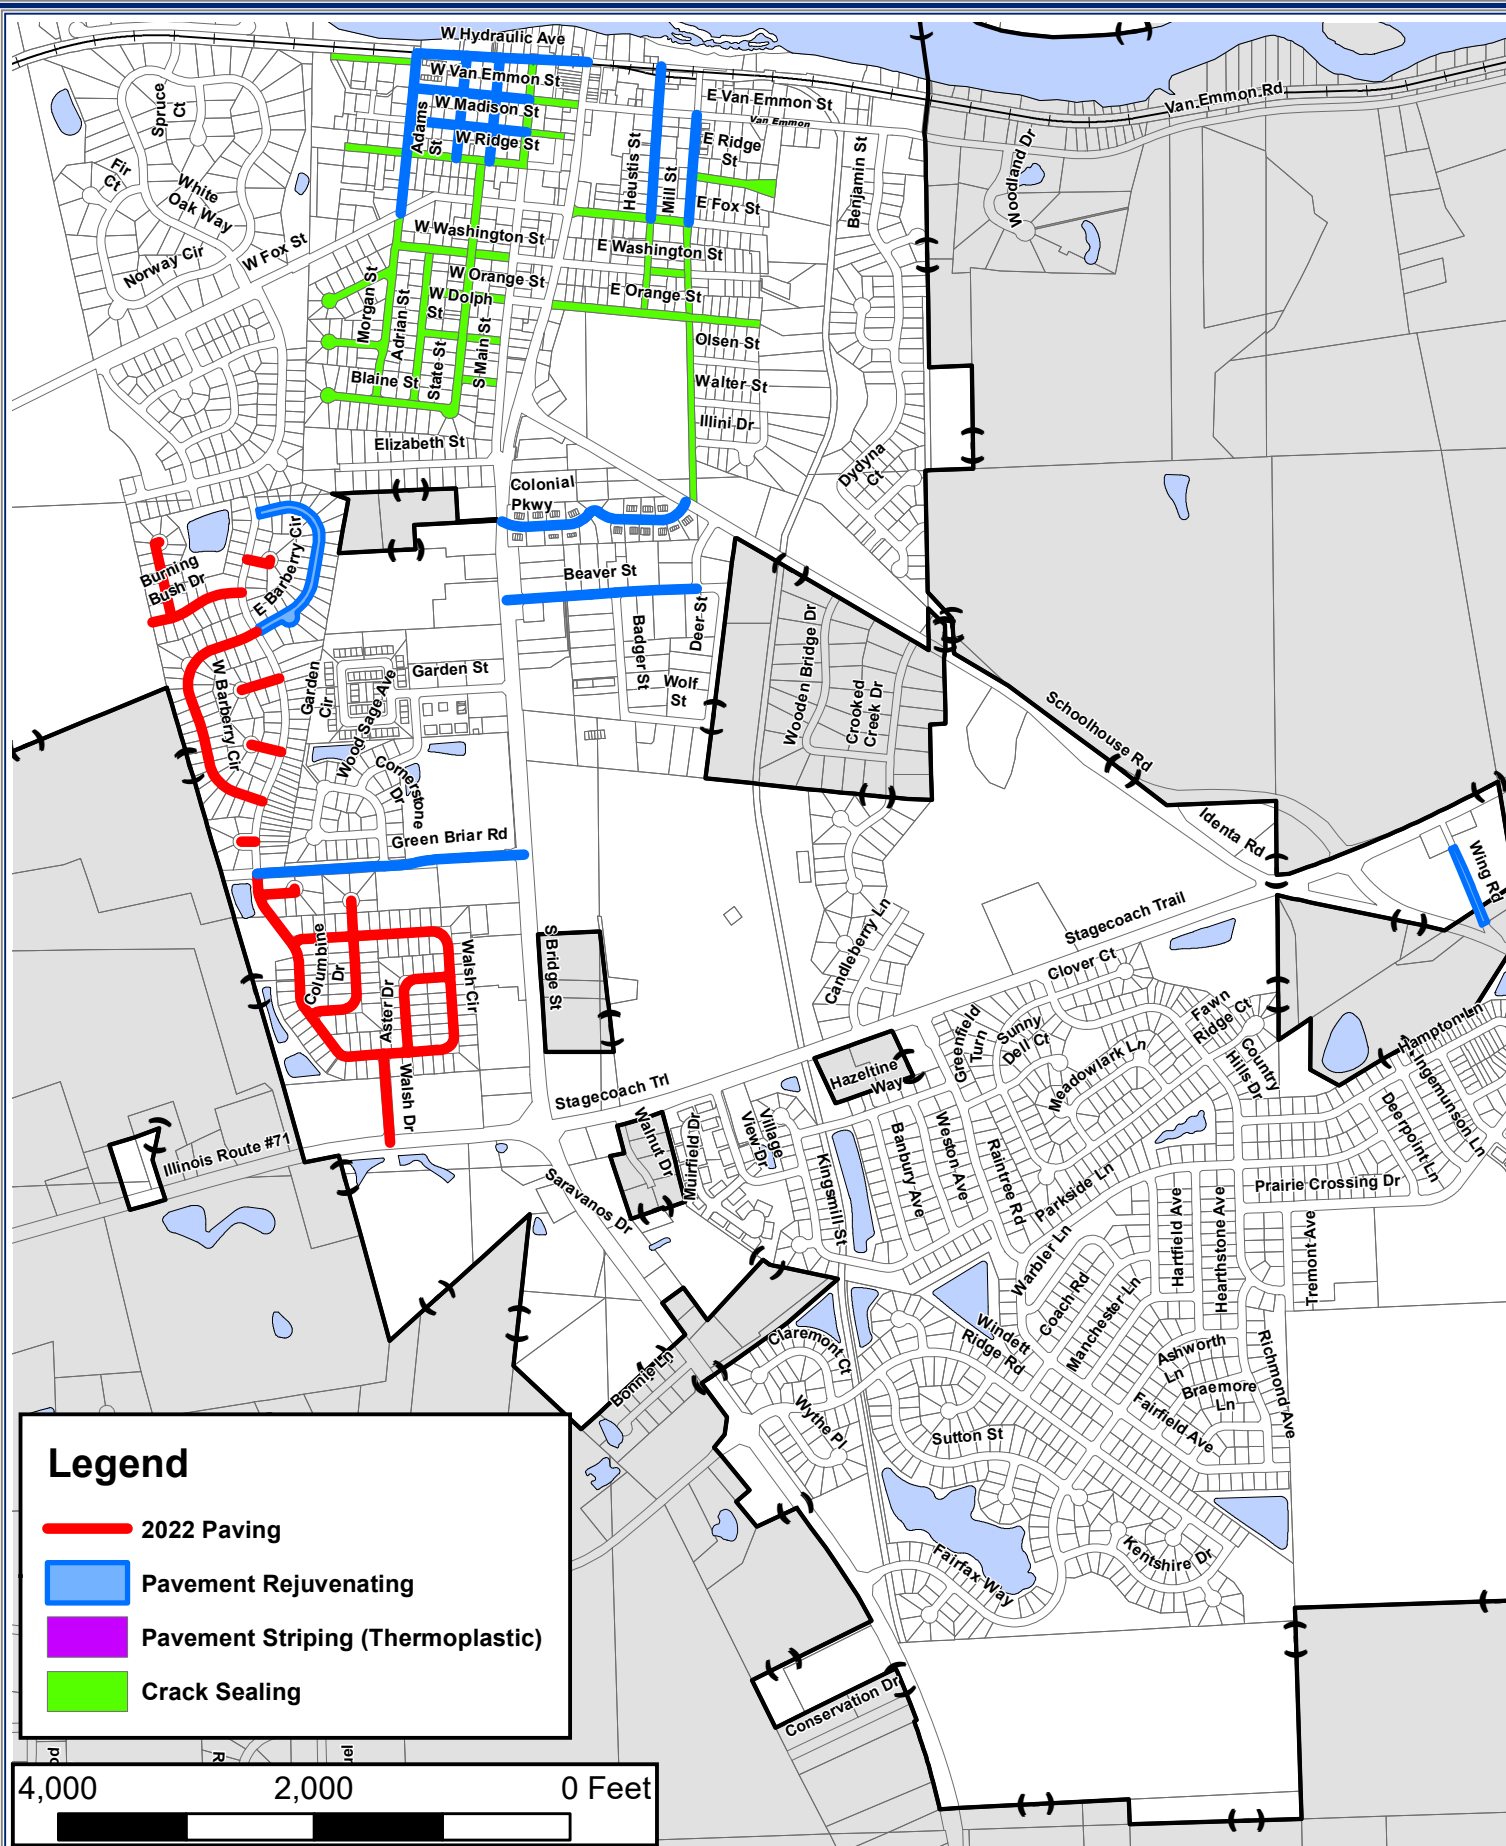 W Hydraulic Ave
W Van Emmon St
W Madison St
W Ridge St
Adams
St
E Van Emmon St
Van Emmon
E Ridge
St
Van Emmon Rd
Spruce
Ct
Fir
Ct
White
Oak Way
Norway Cir
W Fox St
Heustis St
Mill St
E Fox St
Benjamin St
Woodland Dr
W Washington St
E Washington St
W Orange St
E Orange St
W Dolph
St
Morgan St
Adrian St
State St
S Main St
Blaine St
Olsen St
Walter St
Illini Dr
Elizabeth St
Dydyna
Ct
Colonial
Pkwy
Burning
Bush Dr
E Barberry Cir
Beaver St
Badger St
Deer St
Wolf
St
Wooden Bridge Dr
Crooked
Creek Dr
W Barberry Cir
Garden
Cir
Garden St
Wood Sage Ave
Cornerstone
Dr
Green Briar Rd
Schoolhouse Rd
Identa Rd
Wing Rd
Columbine
Dr
Aster Dr
Walsh Cir
Walsh Dr
S Bridge St
Candleberry Ln
Stagecoach Trail
Clover Ct
Stagecoach Trl
Illinois Route #71
Hazeltine
Way
Greenfield
Turn
Sunny
Dell Ct
Meadowlark Ln
Fawn
Ridge Ct
Country
Hills Dr
Hampton Ln
Ingemunson Ln
Deerpoint Ln
Prairie Crossing Dr
Walnut Dr
Muirfield Dr
Village
View Dr
Kingsmill St
Banbury Ave
Weston Ave
Raintree Rd
Parkside Ln
Saravanos Dr
Warbler Ln
Coach Rd
Manchester Ln
Hartfield Ave
Hearthstone Ave
Tremont Ave
Windett
Ridge Rd
Ashworth
Ln
Braemore
Ln
Richmond Ave
Fairfield Ave
Claremont Ct
Wythe Pl
Bonnie Ln
Sutton St
Fairfax Way
Kentshire Dr
Conservation Dr
Legend
2022 Paving
Pavement Rejuvenating
Pavement Striping (Thermoplastic)
Crack Sealing
4,000 2,000 0 Feet